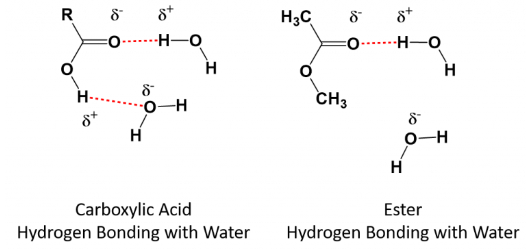 R δ⁻ δ⁺
O H O
O H
H δ⁻
O H
δ⁺
H
Carboxylic Acid
Hydrogen Bonding with Water
H₃C δ⁻ δ⁺
O H O
O H
CH₃
δ⁻
O H
H
Ester
Hydrogen Bonding with Water